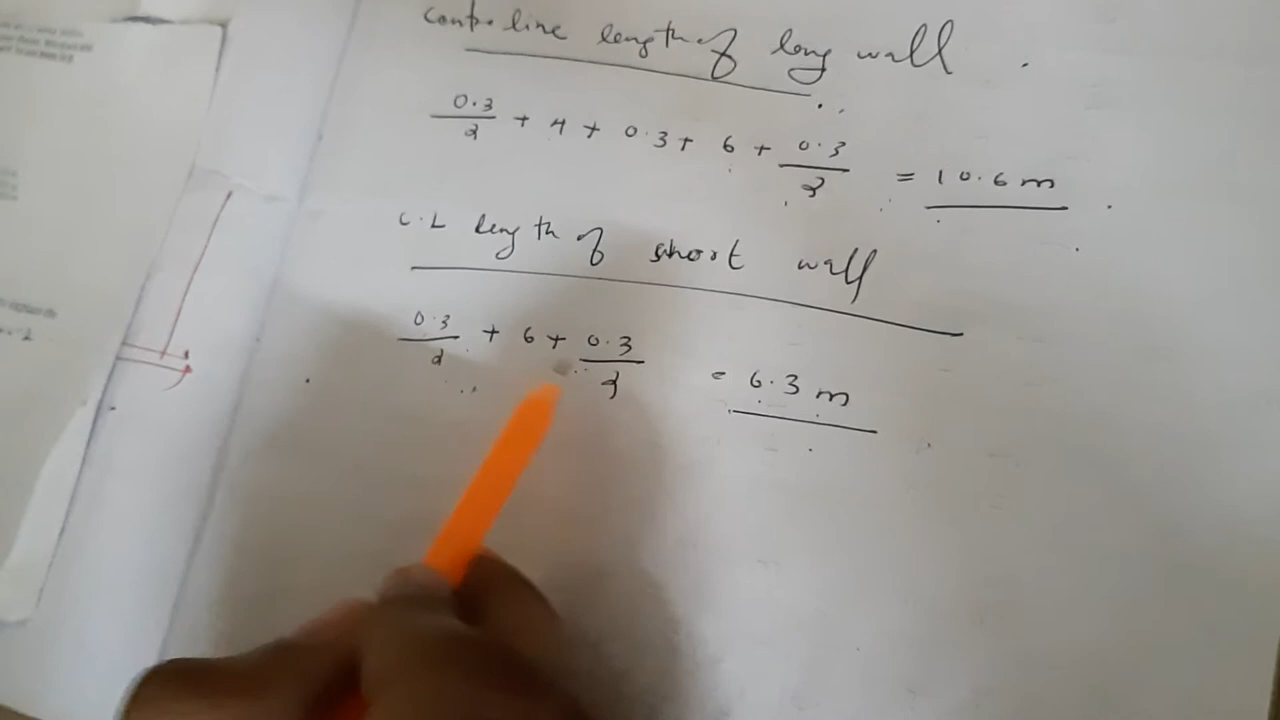 centre line length of long wall
0.3/2 + 4 + 0.3 + 6 + 0.3/2 = 10.6 m
C.L length of short wall
0.3/2 + 6 + 0.3/2 = 6.3 m